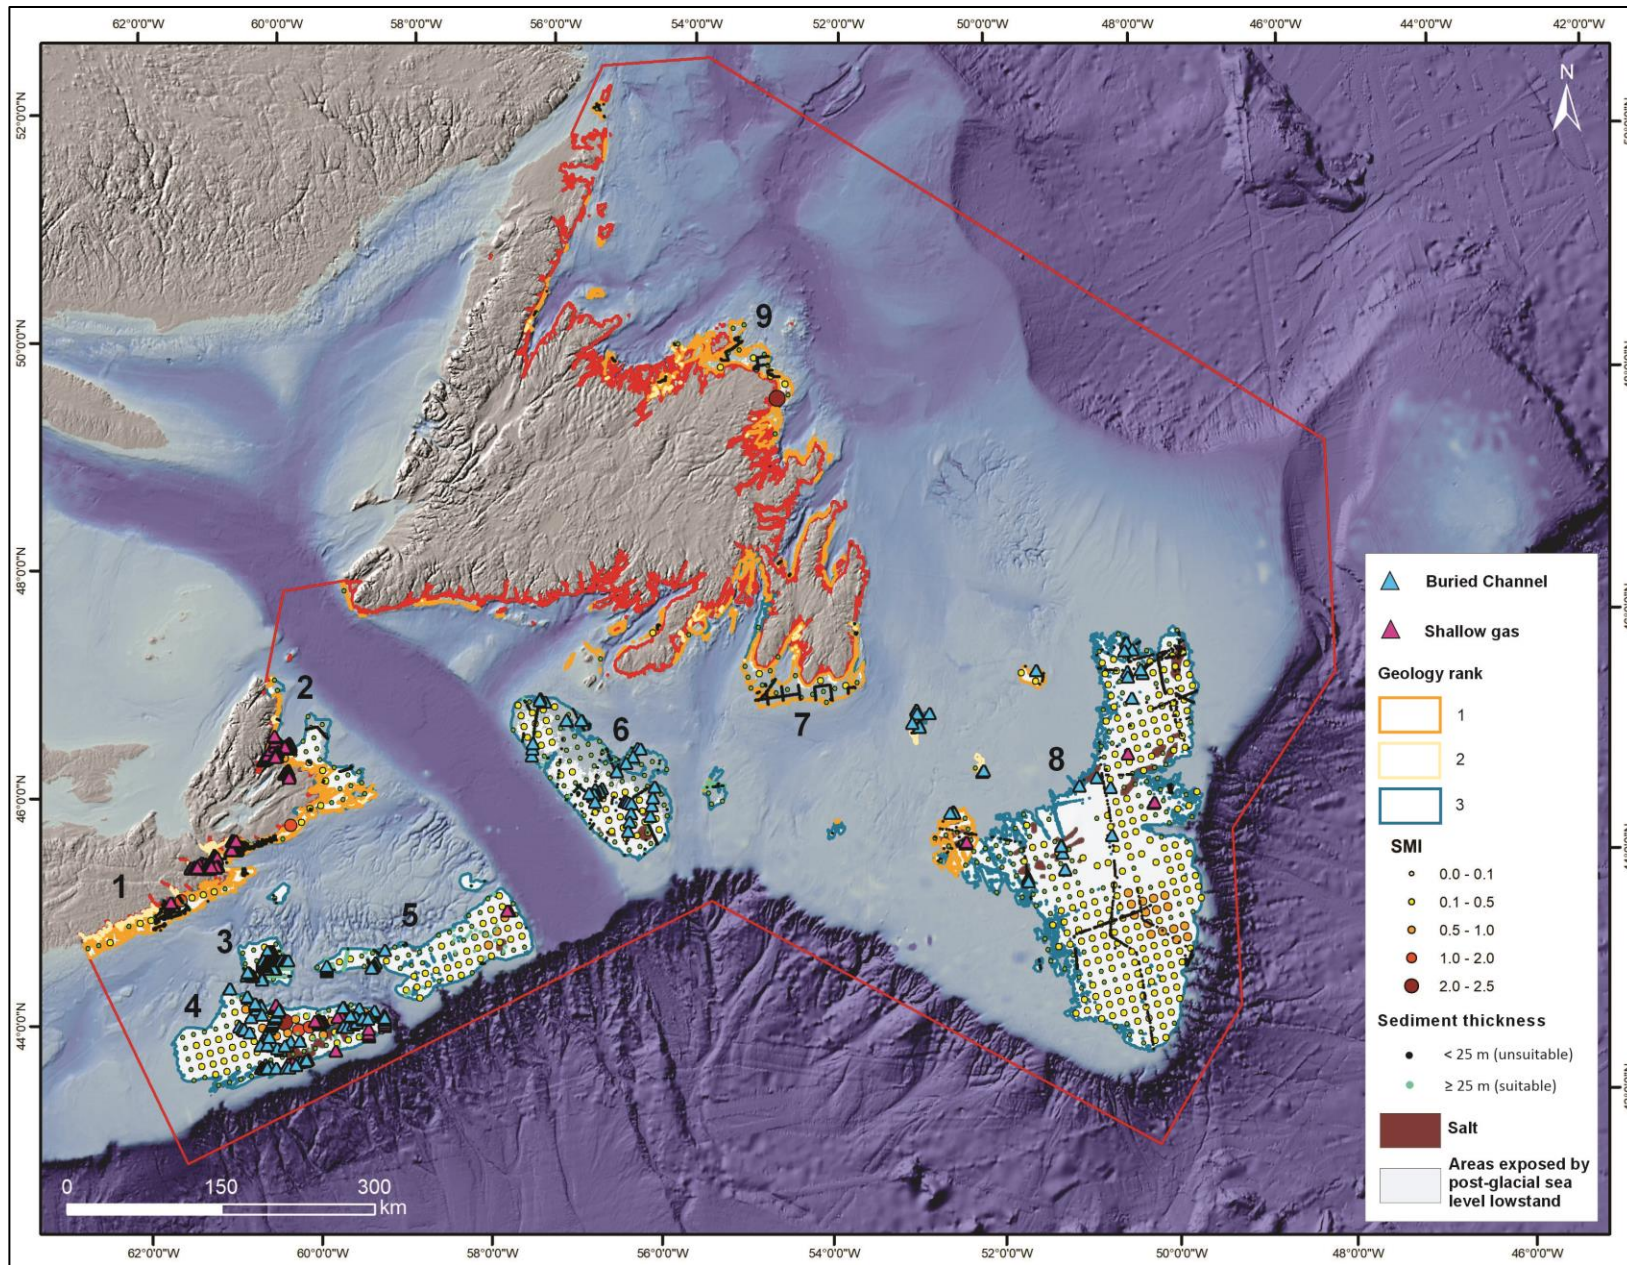 62°0'0"W 60°0'0"W 58°0'0"W 56°0'0"W 54°0'0"W 52°0'0"W 50°0'0"W 48°0'0"W 46°0'0"W 44°0'0"W 42°0'0"W
N
52°0'0"N
50°0'0"N
48°0'0"N
46°0'0"N
44°0'0"N
9
2
6
7
8
1
5
3
4
Buried Channel
Shallow gas
Geology rank
1
2
3
SMI
0.0 - 0.1
0.1 - 0.5
0.5 - 1.0
1.0 - 2.0
2.0 - 2.5
Sediment thickness
< 25 m (unsuitable)
≥ 25 m (suitable)
Salt
Areas exposed by
post-glacial sea
level lowstand
0 150 300
km
62°0'0"W 60°0'0"W 58°0'0"W 56°0'0"W 54°0'0"W 52°0'0"W 50°0'0"W 48°0'0"W 46°0'0"W